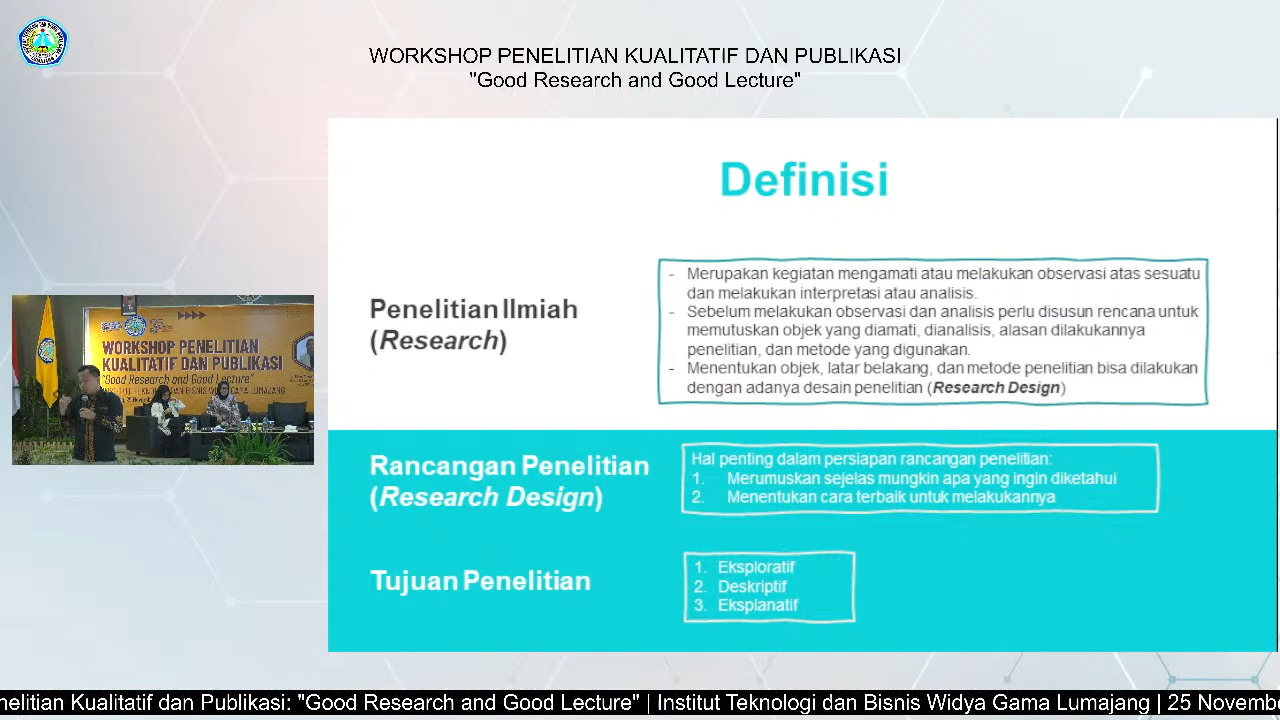 WORKSHOP PENELITIAN KUALITATIF DAN PUBLIKASI
"Good Research and Good Lecture"
Definisi
Penelitian Ilmiah
(Research)
- Merupakan kegiatan mengamati atau melakukan observasi atas sesuatu
dan melakukan interpretasi atau analisis.
- Sebelum melakukan observasi dan analisis perlu disusun rencana untuk
memutuskan objek yang diamati, dianalisis, alasan dilakukannya
penelitian, dan metode yang digunakan.
- Menentukan objek, latar belakang, dan metode penelitian bisa dilakukan
dengan adanya desain penelitian (Research Design)
Rancangan Penelitian
(Research Design)
Hal penting dalam persiapan rancangan penelitian:
1. Merumuskan sejelas mungkin apa yang ingin diketahui
2. Menentukan cara terbaik untuk melakukannya
Tujuan Penelitian
1. Eksploratif
2. Deskriptif
3. Eksplanatif
WORKSHOP PENELITIAN
KUALITATIF DAN PUBLIKASI
"Good Research and Good Lecture"
nelitian Kualitatif dan Publikasi: "Good Research and Good Lecture" | Institut Teknologi dan Bisnis Widya Gama Lumajang | 25 Novemb